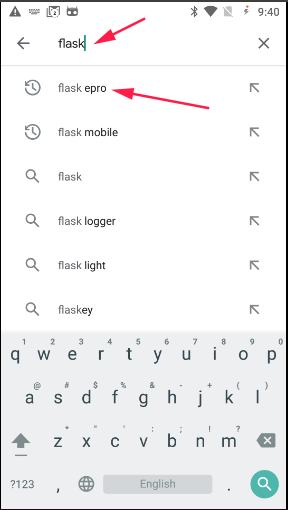 9:40
flask
flask epro
flask mobile
flask
flask logger
flask light
flaskey
1 2 3 4 5 6 7 8 9 0
q w e r t y u i o p
@ # $ % & - + ( )
a s d f g h j k l
* " ' : ; ! ?
z x c v b n m
?123 , English .